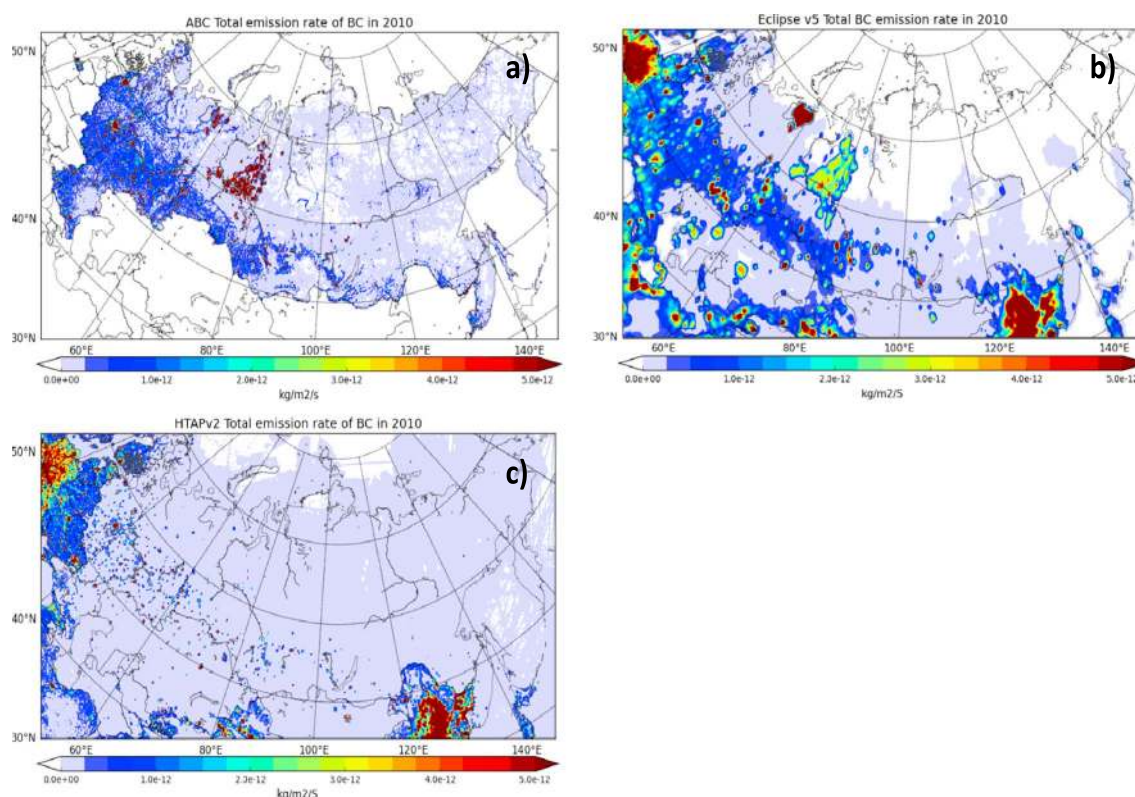 ABC Total emission rate of BC in 2010
a)
50°N
40°N
30°N
60°E 80°E 100°E 120°E 140°E
0.0e+00 1.0e-12 2.0e-12 3.0e-12 4.0e-12 5.0e-12
kg/m2/s
Eclipse v5 Total BC emission rate in 2010
b)
50°N
40°N
30°N
60°E 80°E 100°E 120°E 140°E
0.0e+00 1.0e-12 2.0e-12 3.0e-12 4.0e-12 5.0e-12
kg/m2/S
HTAPv2 Total emission rate of BC in 2010
c)
50°N
40°N
30°N
60°E 80°E 100°E 120°E 140°E
0.0e+00 1.0e-12 2.0e-12 3.0e-12 4.0e-12 5.0e-12
kg/m2/S